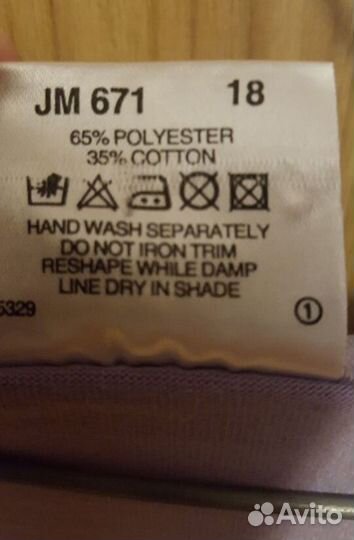 JM 671 18
65% POLYESTER
35% COTTON
HAND WASH SEPARATELY
DO NOT IRON TRIM
RESHAPE WHILE DAMP
LINE DRY IN SHADE
5329 1
Avito